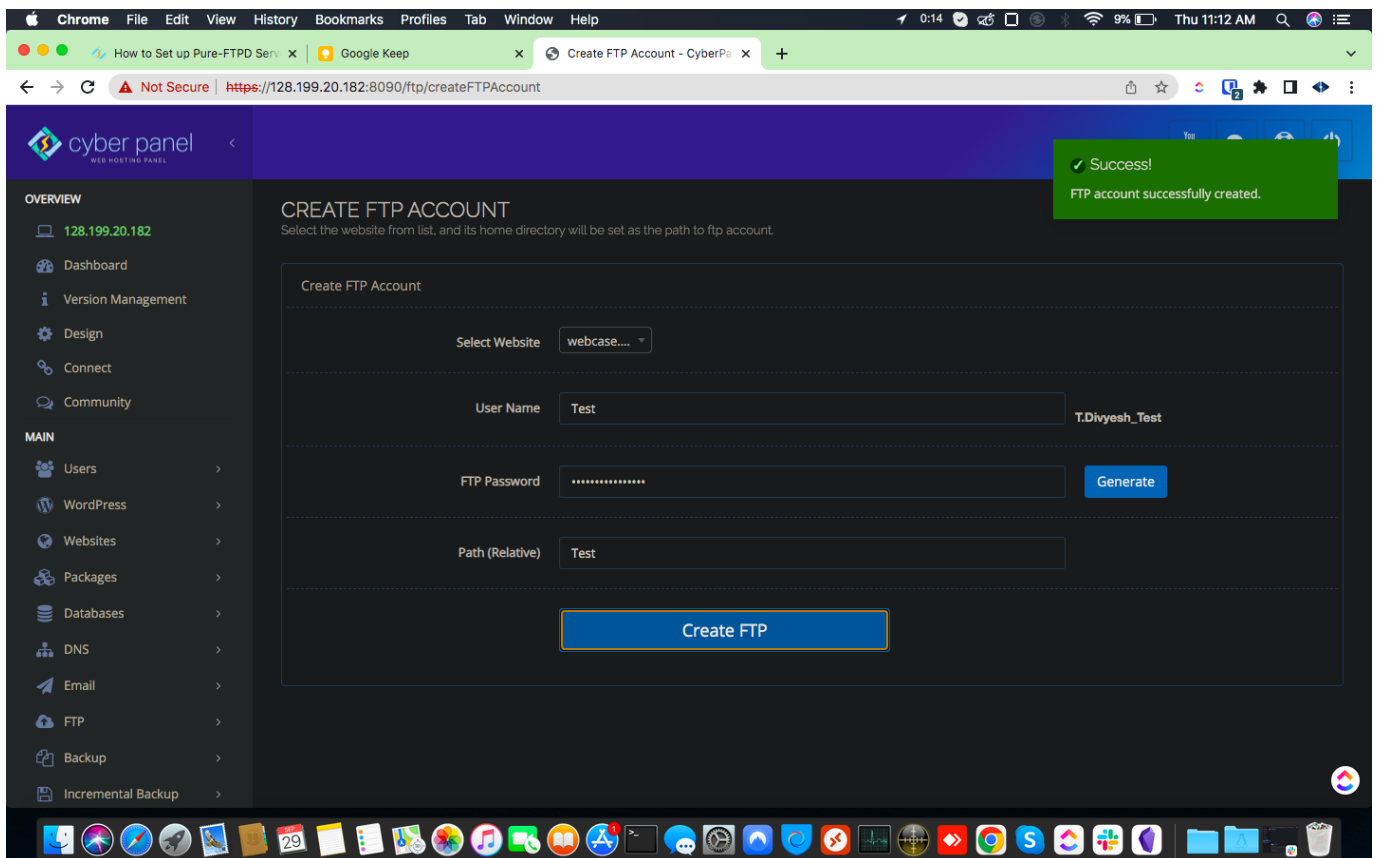 Chrome File Edit View History Bookmarks Profiles Tab Window Help 0:14 9% Thu 11:12 AM
How to Set up Pure-FTPD Serv Google Keep Create FTP Account - CyberPa
Not Secure https://128.199.20.182:8090/ftp/createFTPAccount 2
cyber panel
WEB HOSTING PANEL
You
Success!
FTP account successfully created.
OVERVIEW
128.199.20.182
Dashboard
Version Management
Design
Connect
Community
MAIN
Users
WordPress
Websites
Packages
Databases
DNS
Email
FTP
Backup
Incremental Backup
CREATE FTP ACCOUNT
Select the website from list, and its home directory will be set as the path to ftp account.
Create FTP Account
Select Website webcase....
User Name Test T.Divyesh_Test
FTP Password •••••••••••••••• Generate
Path (Relative) Test
Create FTP
SEP
29
1